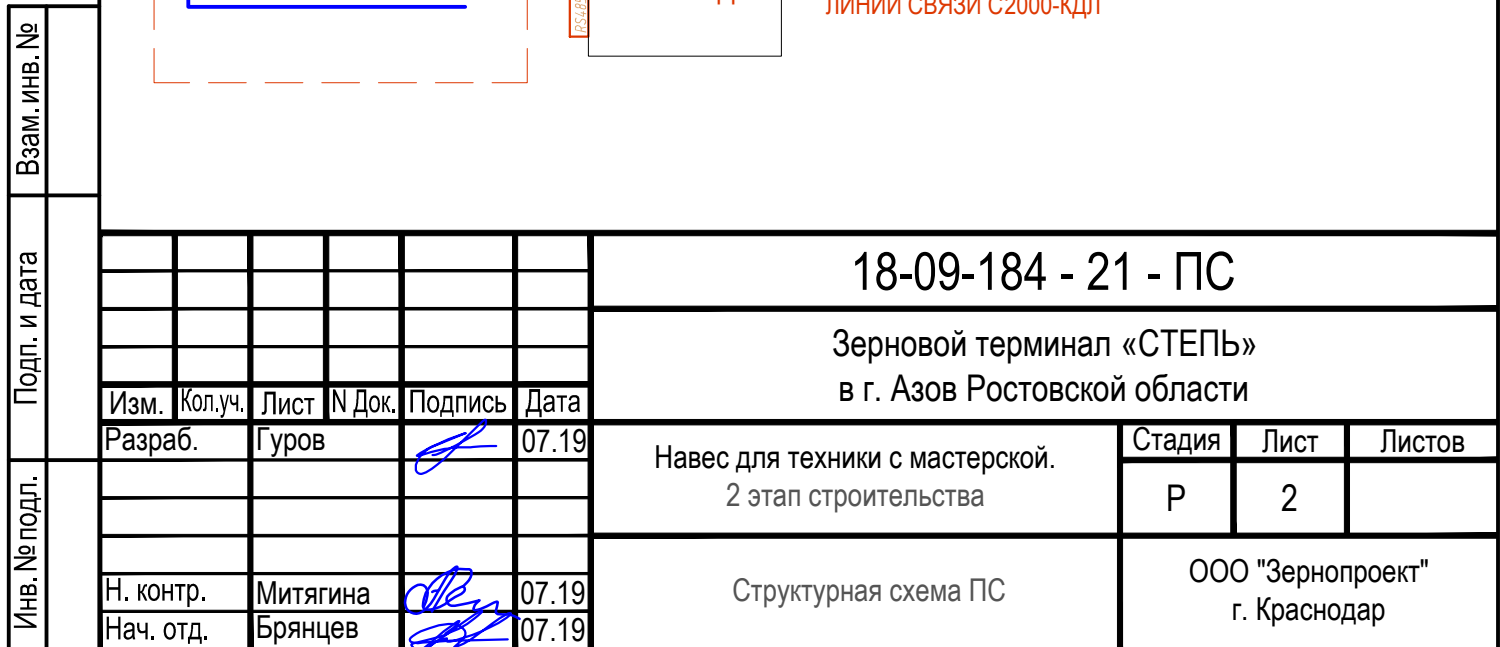 ЛИНИИ СВЯЗИ С2000-КДЛ
RS485
Взам. инв. №
Подп. и дата
Инв. № подл.
18-09-184 - 21 - ПС
Зерновой терминал «СТЕПЬ»
в г. Азов Ростовской области
Изм. Кол.уч. Лист N Док. Подпись Дата
Разраб. Гуров 07.19
Навес для техники с мастерской.
2 этап строительства
Стадия Лист Листов
Р 2
Н. контр. Митягина 07.19
Нач. отд. Брянцев 07.19
Структурная схема ПС
ООО "Зернопроект"
г. Краснодар